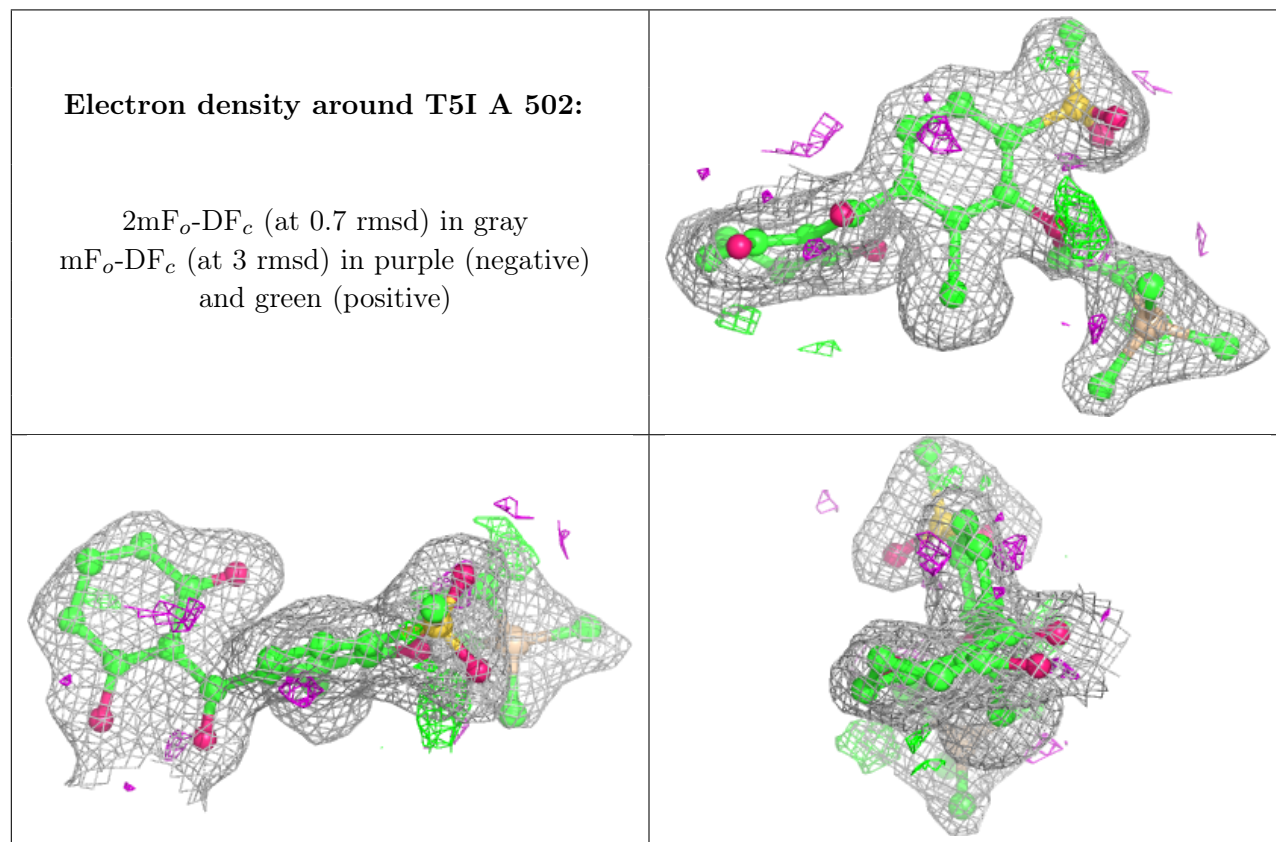 Electron density around T5I A 502:
2mFo-DFc (at 0.7 rmsd) in gray
mFo-DFc (at 3 rmsd) in purple (negative)
and green (positive)